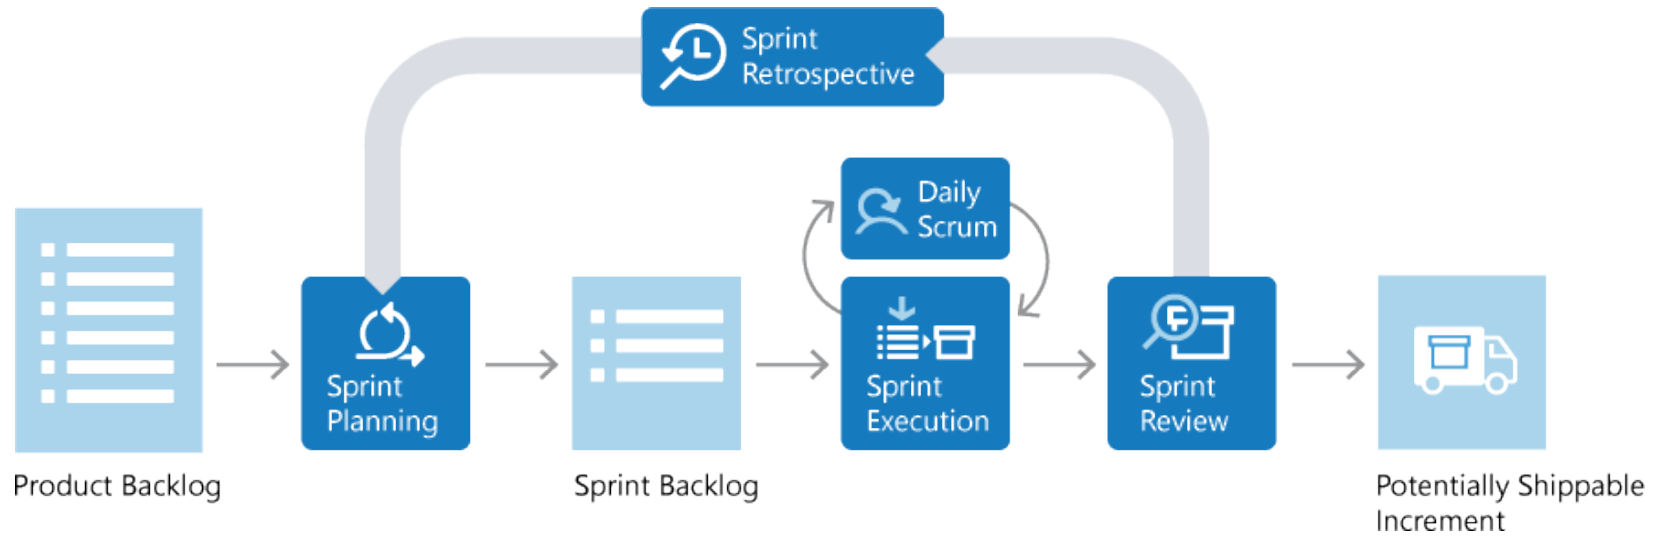 Sprint
Retrospective
Daily
Scrum
Sprint
Planning
Sprint
Execution
Sprint
Review
Product Backlog
Sprint Backlog
Potentially Shippable
Increment